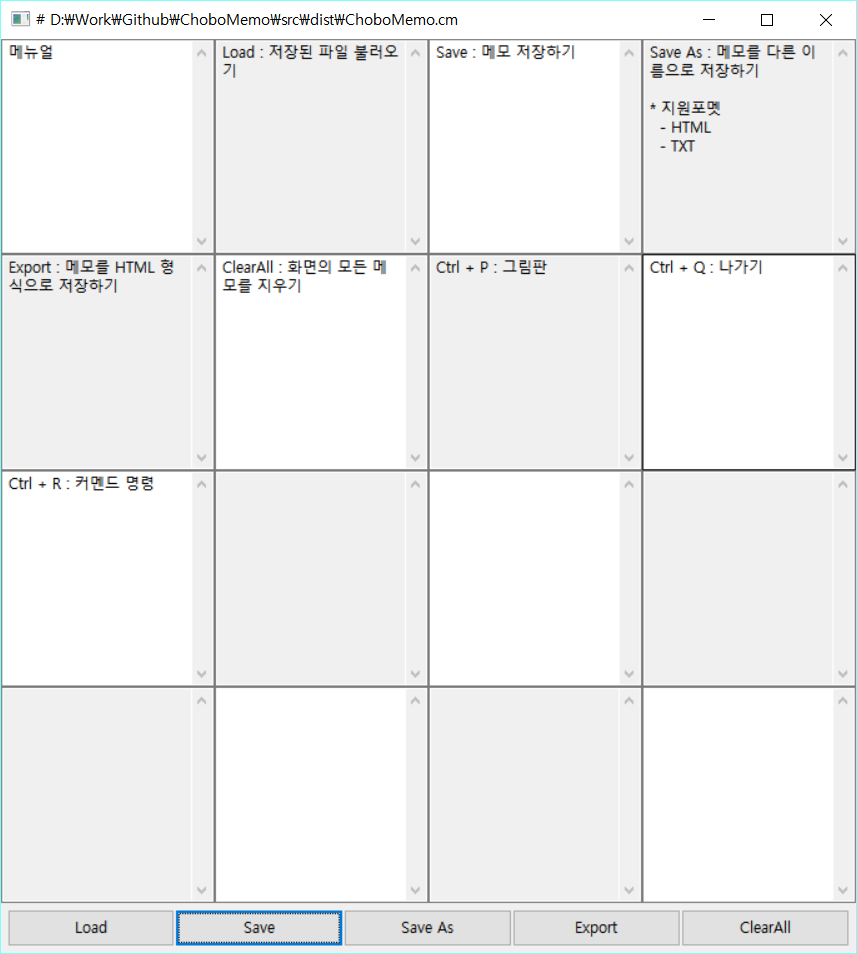 # D:₩Work₩Github₩ChoboMemo₩src₩dist₩ChoboMemo.cm
메뉴얼
Load : 저장된 파일 불러오
기
Save : 메모 저장하기
Save As : 메모를 다른 이
름으로 저장하기
* 지원포멧
- HTML
- TXT
Export : 메모를 HTML 형
식으로 저장하기
ClearAll : 화면의 모든 메
모를 지우기
Ctrl + P : 그림판
Ctrl + Q : 나가기
Ctrl + R : 커멘드 명령
Load
Save
Save As
Export
ClearAll